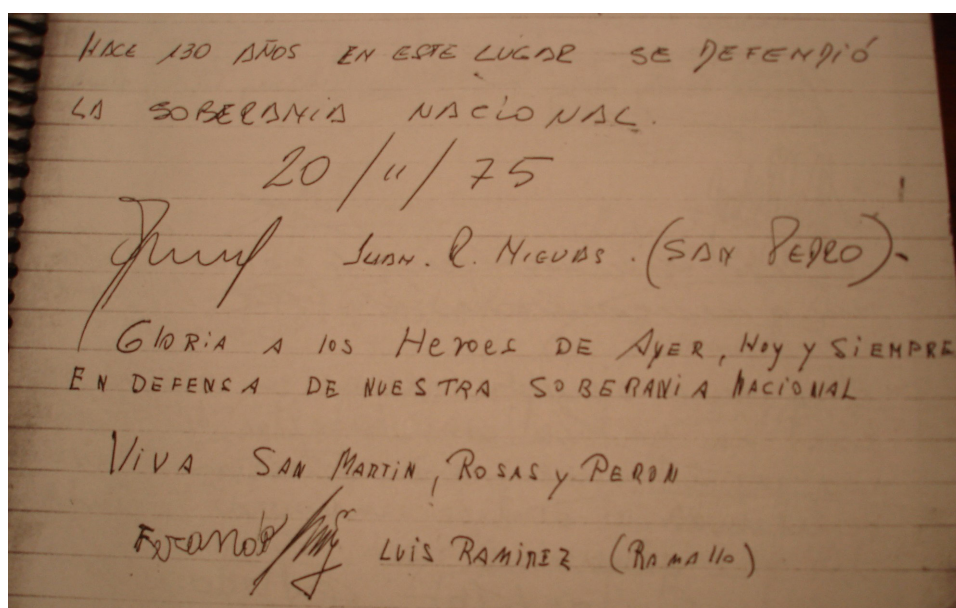 HACE 130 AÑOS EN ESTE LUGAR SE DEFENDIÓ
LA SOBERANIA NACIONAL.
20/11/75
JUAN. R. (SAN PEDRO).
GLORIA A los Heroes DE AYER, Hoy y SiEMPRE
EN DEFENSA DE NUESTRA SOBERANIA NACIONAL
ViVA SAN MARTIN, ROSAS y PERON
LUIS RAMIREZ (RAMAllo)